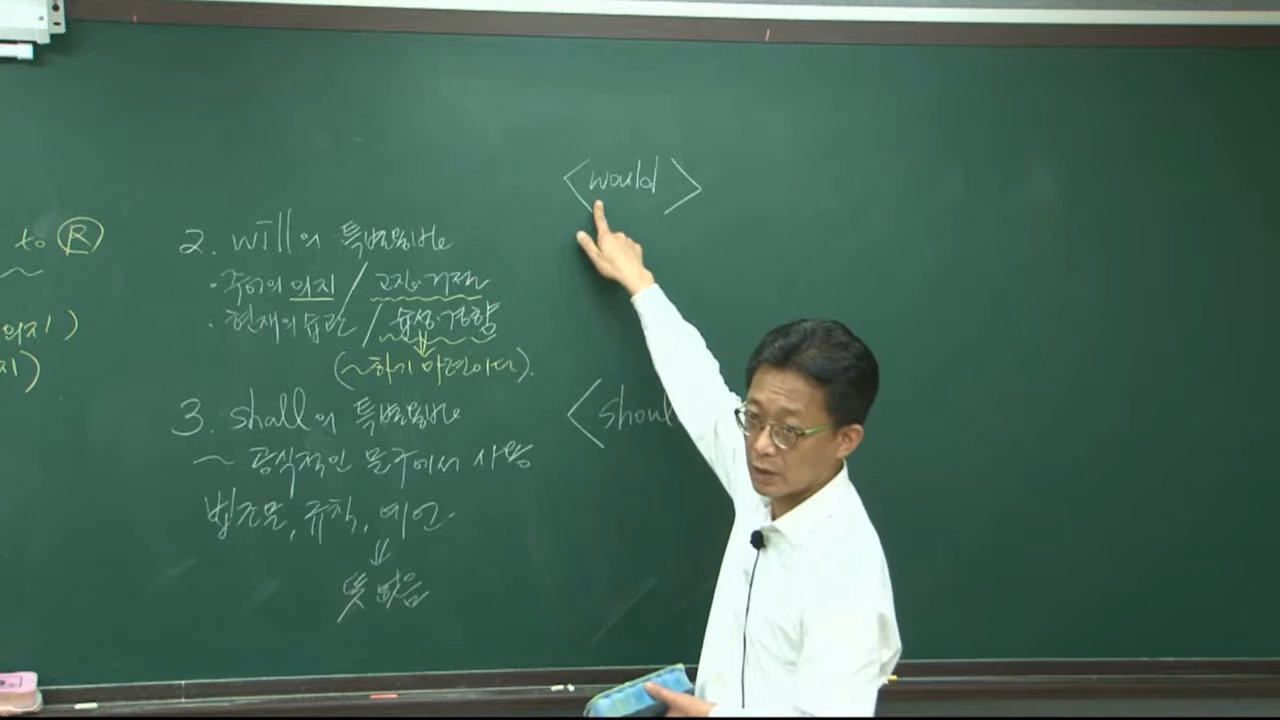 to Ⓡ
의지)
지)
2. will의 특별용법
· 주어의 의지 / 고집·거절
· 현재의 습관 / 습성·경향
(~하기 마련이다).
3. shall의 특별용법
~ 공식적인 문구에서 사용
법조문, 규칙, 예언
뜻 없음
<would>
<shoul